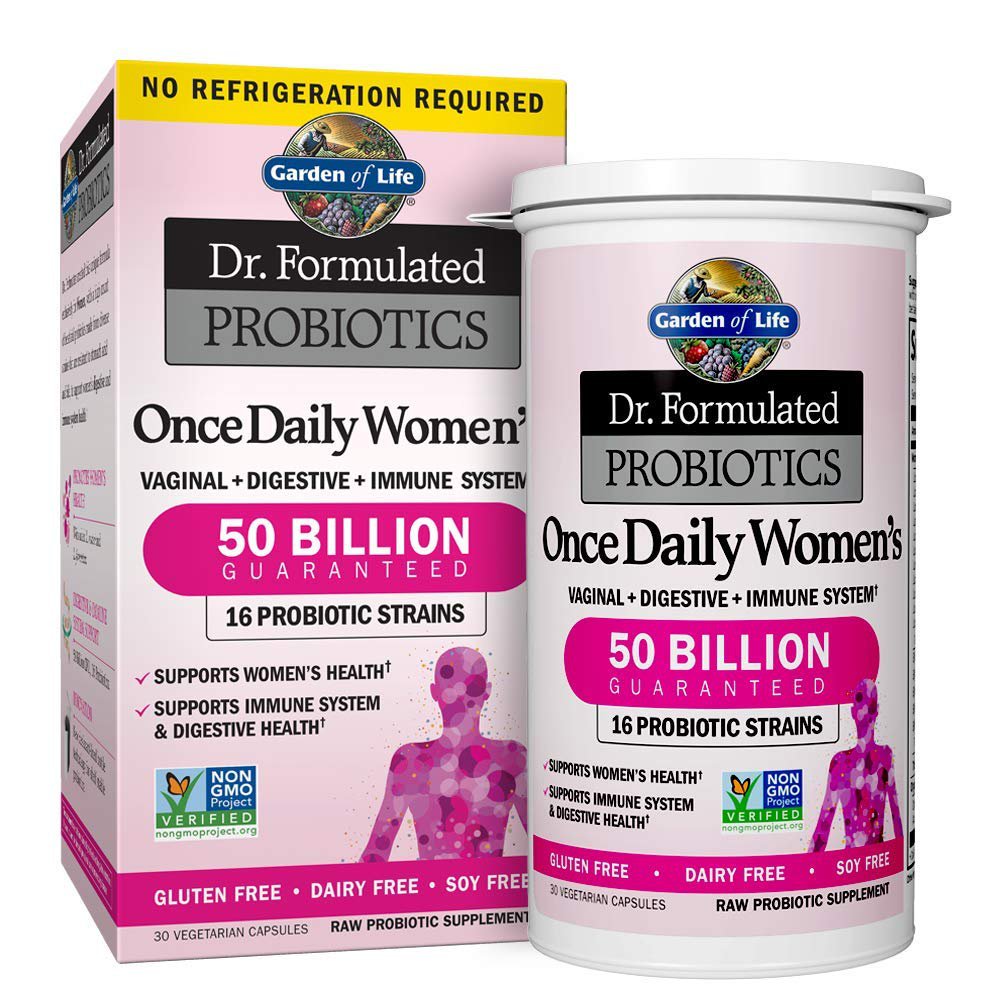 NO REFRIGERATION REQUIRED
Garden of Life®
Dr. Formulated
PROBIOTICS
Once Daily Women'
VAGINAL + DIGESTIVE + IMMUNE SYSTEM
50 BILLION
GUARANTEED
16 PROBIOTIC STRAINS
✓ SUPPORTS WOMEN'S HEALTH†
✓ SUPPORTS IMMUNE SYSTEM
& DIGESTIVE HEALTH†
NON
GMO
Project
VERIFIED
nongmoproject.org
GLUTEN FREE • DAIRY FREE • SOY FREE
30 VEGETARIAN CAPSULES RAW PROBIOTIC SUPPLEMENT
Dr. Formulated
PROBIOTICS
Garden of Life®
Dr. Formulated
PROBIOTICS
Once Daily Women's
VAGINAL + DIGESTIVE + IMMUNE SYSTEM†
50 BILLION
GUARANTEED
16 PROBIOTIC STRAINS
✓ SUPPORTS WOMEN'S HEALTH†
✓ SUPPORTS IMMUNE SYSTEM
& DIGESTIVE HEALTH†
NON
GMO
Project
VERIFIED
nongmoproject.org
GLUTEN FREE • DAIRY FREE • SOY FREE
30 VEGETARIAN CAPSULES RAW PROBIOTIC SUPPLEMENT